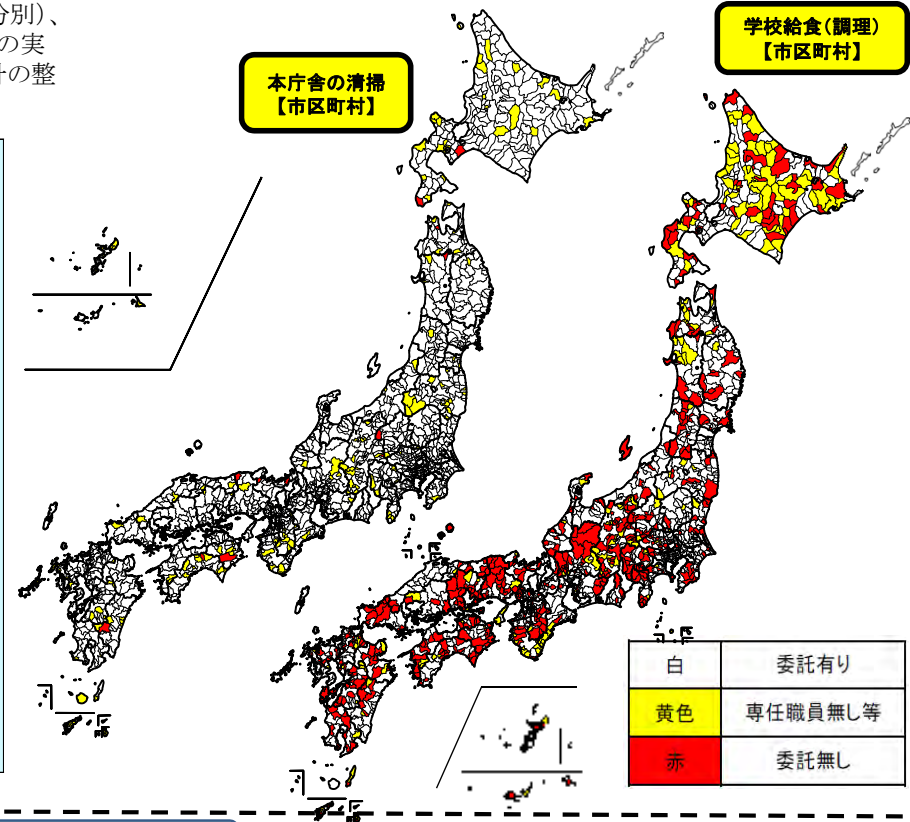 分別)、
の実
計の整
本庁舎の清掃
【市区町村】
学校給食(調理)
【市区町村】
白 委託有り
黄色 専任職員無し等
赤 委託無し